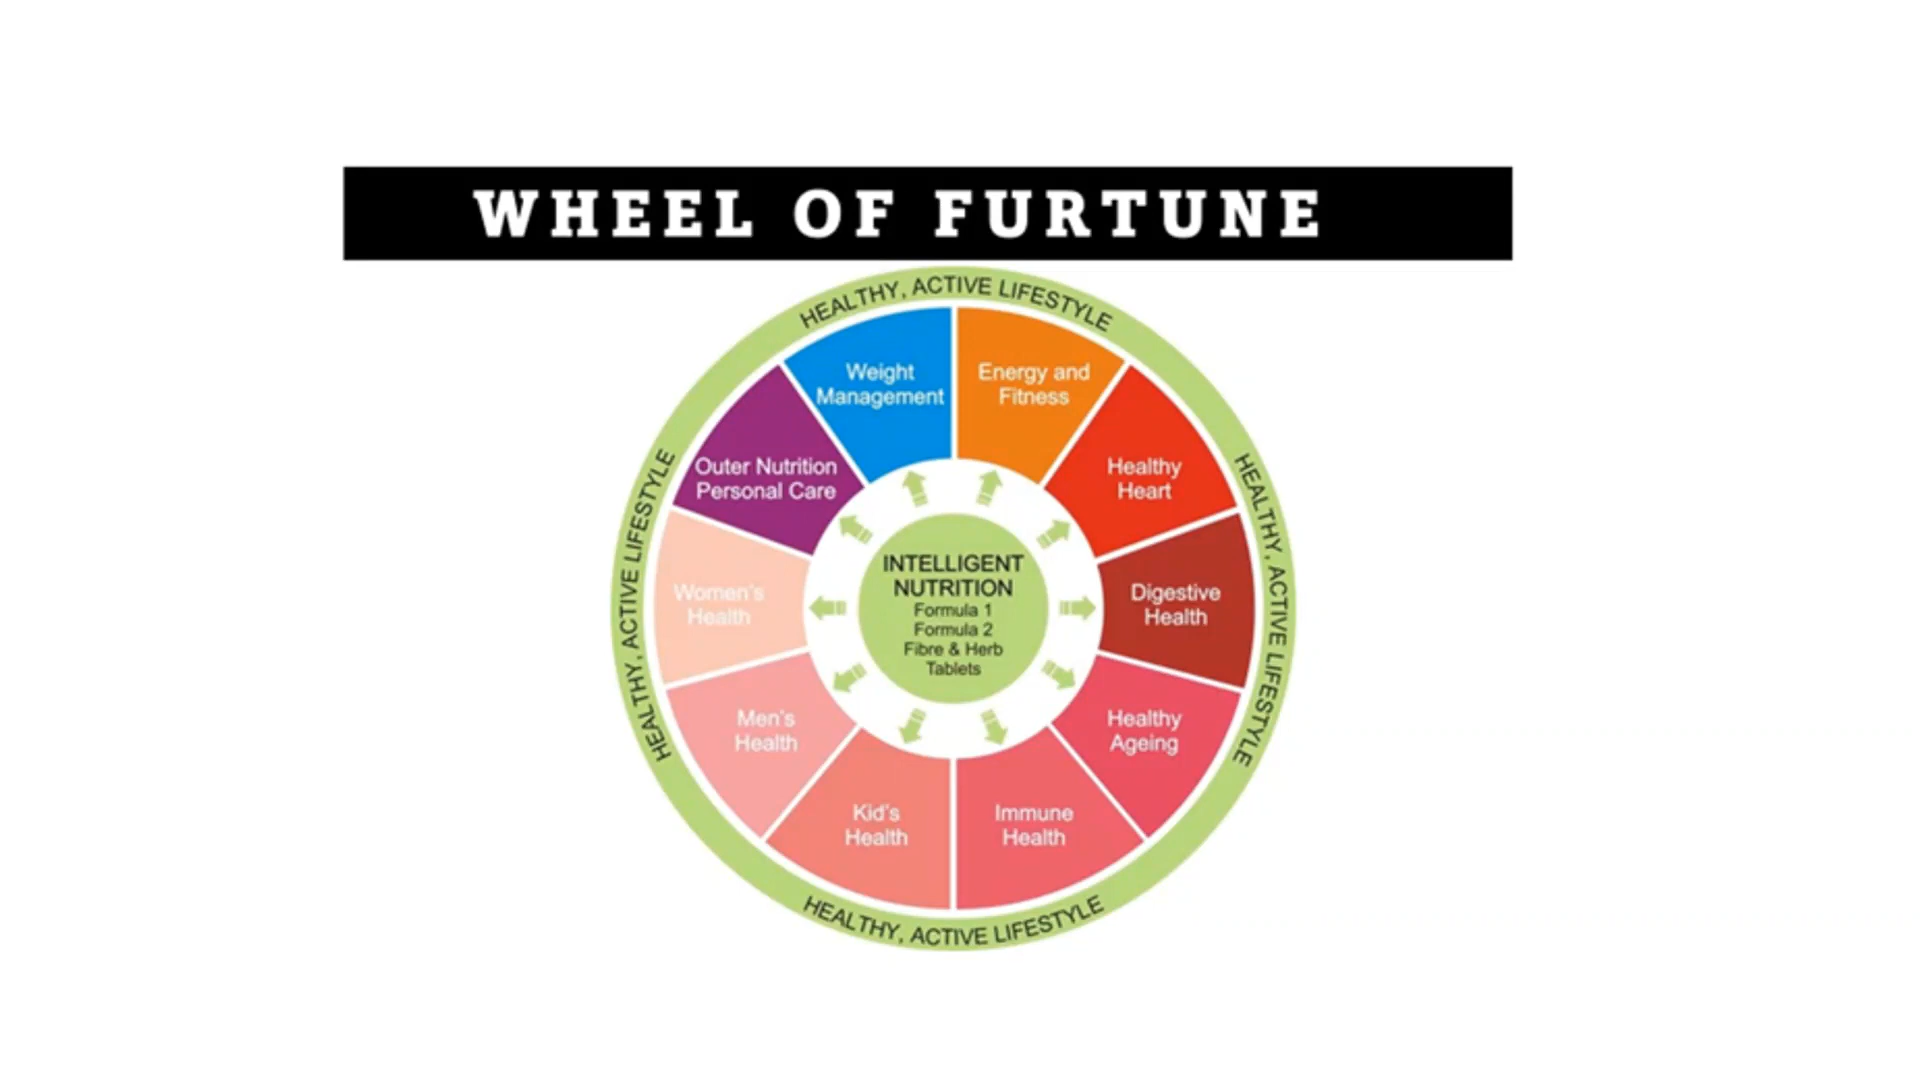 WHEEL OF FURTUNE
HEALTHY, ACTIVE LIFESTYLE
Weight
Management
Energy and
Fitness
Outer Nutrition
Personal Care
Healthy
Heart
HEALTHY, ACTIVE LIFESTYLE
HEALTHY, ACTIVE LIFESTYLE
Women's
Health
INTELLIGENT
NUTRITION
Formula 1
Formula 2
Fibre & Herb
Tablets
Digestive
Health
Men's
Health
Healthy
Ageing
Kid's
Health
Immune
Health
HEALTHY, ACTIVE LIFESTYLE